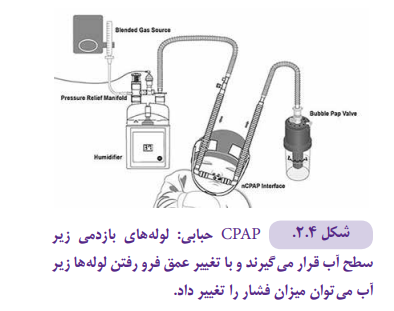 Blended Gas Source
Pressure Relief Manifold
Bubble Pap Valve
Humidifier
nCPAP Interface
شکل ۲.۴. CPAP حبابی: لوله‌های بازدمی زیر
سطح آب قرار می‌گیرند و با تغییر عمق فرو رفتن لوله‌ها زیر
آب می‌توان میزان فشار را تغییر داد.